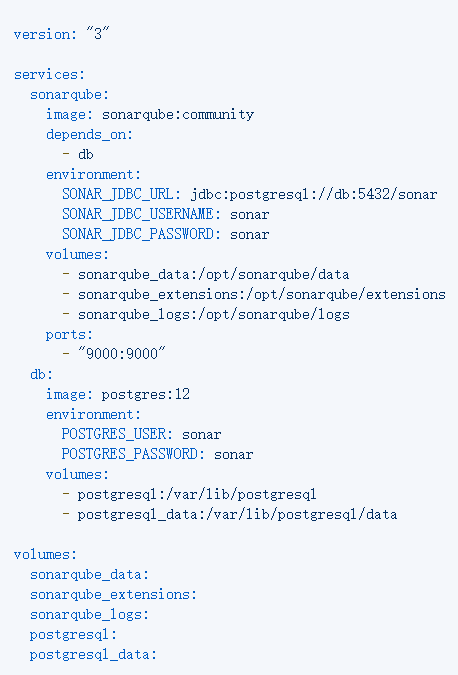 version: "3"

services:
  sonarqube:
    image: sonarqube:community
    depends_on:
      - db
    environment:
      SONAR_JDBC_URL: jdbc:postgresql://db:5432/sonar
      SONAR_JDBC_USERNAME: sonar
      SONAR_JDBC_PASSWORD: sonar
    volumes:
      - sonarqube_data:/opt/sonarqube/data
      - sonarqube_extensions:/opt/sonarqube/extensions
      - sonarqube_logs:/opt/sonarqube/logs
    ports:
      - "9000:9000"
  db:
    image: postgres:12
    environment:
      POSTGRES_USER: sonar
      POSTGRES_PASSWORD: sonar
    volumes:
      - postgresql:/var/lib/postgresql
      - postgresql_data:/var/lib/postgresql/data

volumes:
  sonarqube_data:
  sonarqube_extensions:
  sonarqube_logs:
  postgresql:
  postgresql_data: